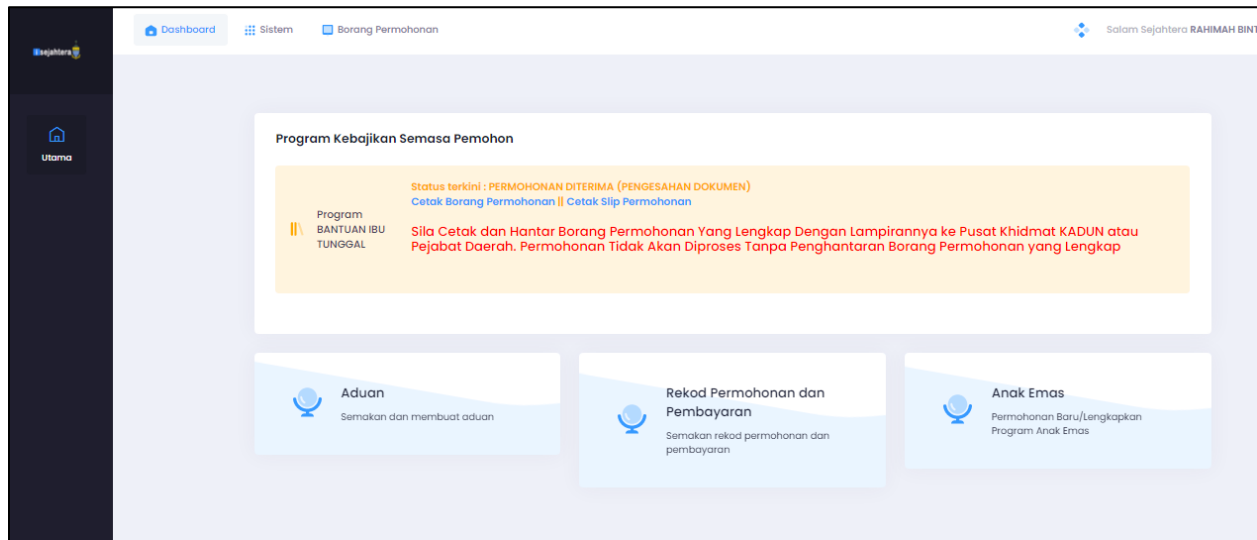 isejahtera
Dashboard
Sistem
Borang Permohonan
Salam Sejahtera RAHIMAH BINT
Utama
Program Kebajikan Semasa Pemohon
Program
BANTUAN IBU
TUNGGAL
Status terkini : PERMOHONAN DITERIMA (PENGESAHAN DOKUMEN)
Cetak Borang Permohonan || Cetak Slip Permohonan
Sila Cetak dan Hantar Borang Permohonan Yang Lengkap Dengan Lampirannya ke Pusat Khidmat KADUN atau
Pejabat Daerah. Permohonan Tidak Akan Diproses Tanpa Penghantaran Borang Permohonan yang Lengkap
Aduan
Semakan dan membuat aduan
Rekod Permohonan dan
Pembayaran
Semakan rekod permohonan dan
pembayaran
Anak Emas
Permohonan Baru/Lengkapkan
Program Anak Emas